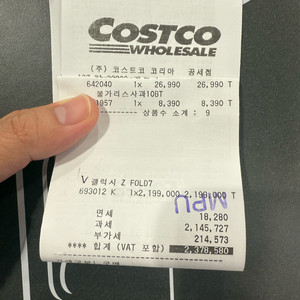 COSTCO
WHOLESALE
(주) 코스트코 코리아 공세점
642040 1x 26,990 26,990 T
불가리스사과108T
1957 1x 8,390 8,390 T
상품수 소계 : 9
V 갤럭시 Z FOLD7
693012 K 1x2,199,000 2,199,000 T
MPU
면세 18,280
과세 2,145,727
부가세 214,573
**** 합계 (VAT 포함) 2,378,580